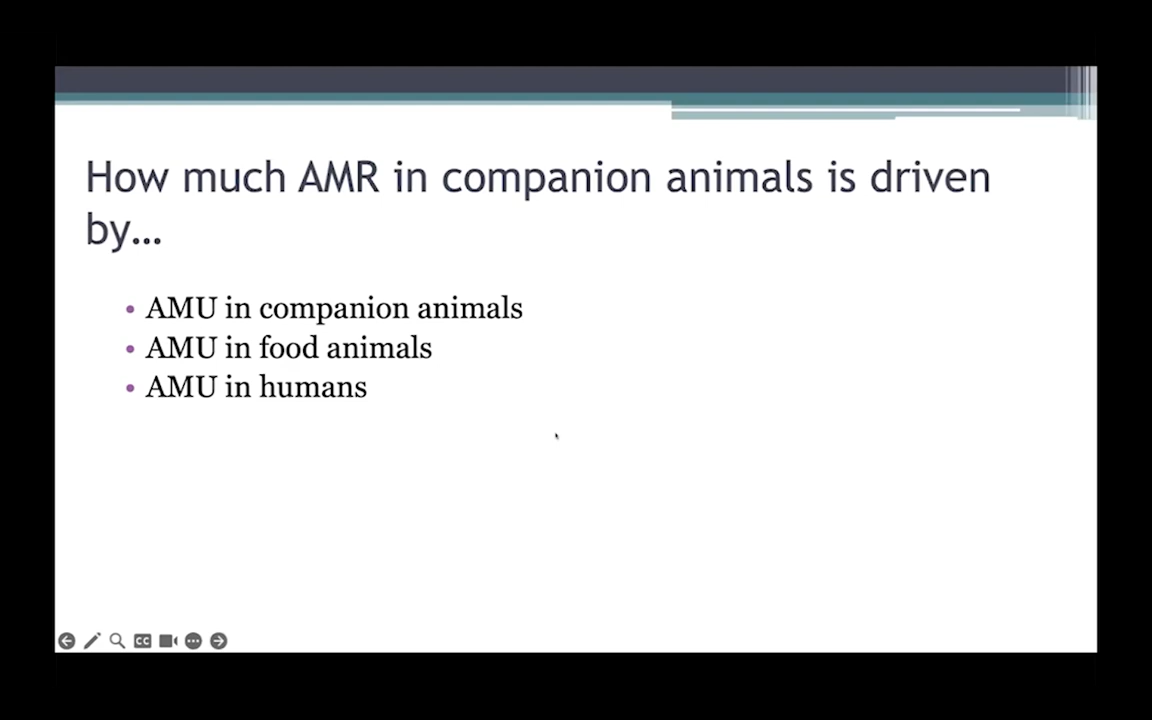 How much AMR in companion animals is driven
by...
• AMU in companion animals
• AMU in food animals
• AMU in humans
CC